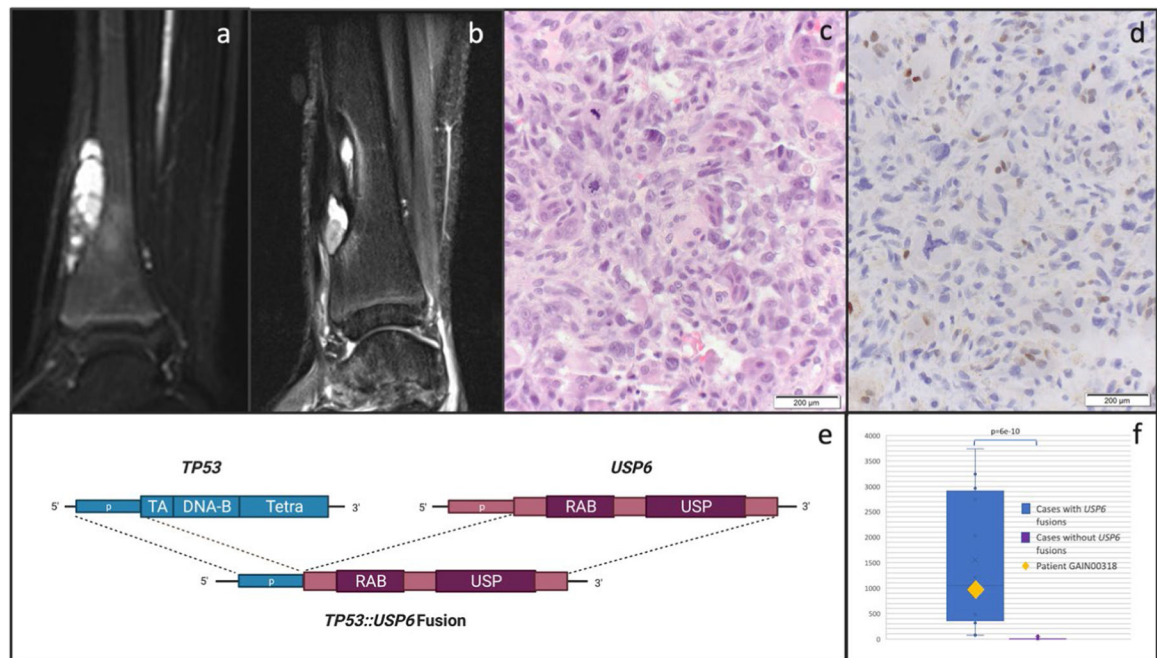 a
b
c
200 µm
d
200 µm
e
TP53
USP6
5'
p
TA
DNA-B
Tetra
3'
5'
p
RAB
USP
3'
5'
p
RAB
USP
3'
TP53::USP6 Fusion
f
p=6e-10
4000
3500
3000
2500
2000
1500
1000
500
0
Cases with USP6
fusions
Cases without USP6
fusions
Patient GAIN00318